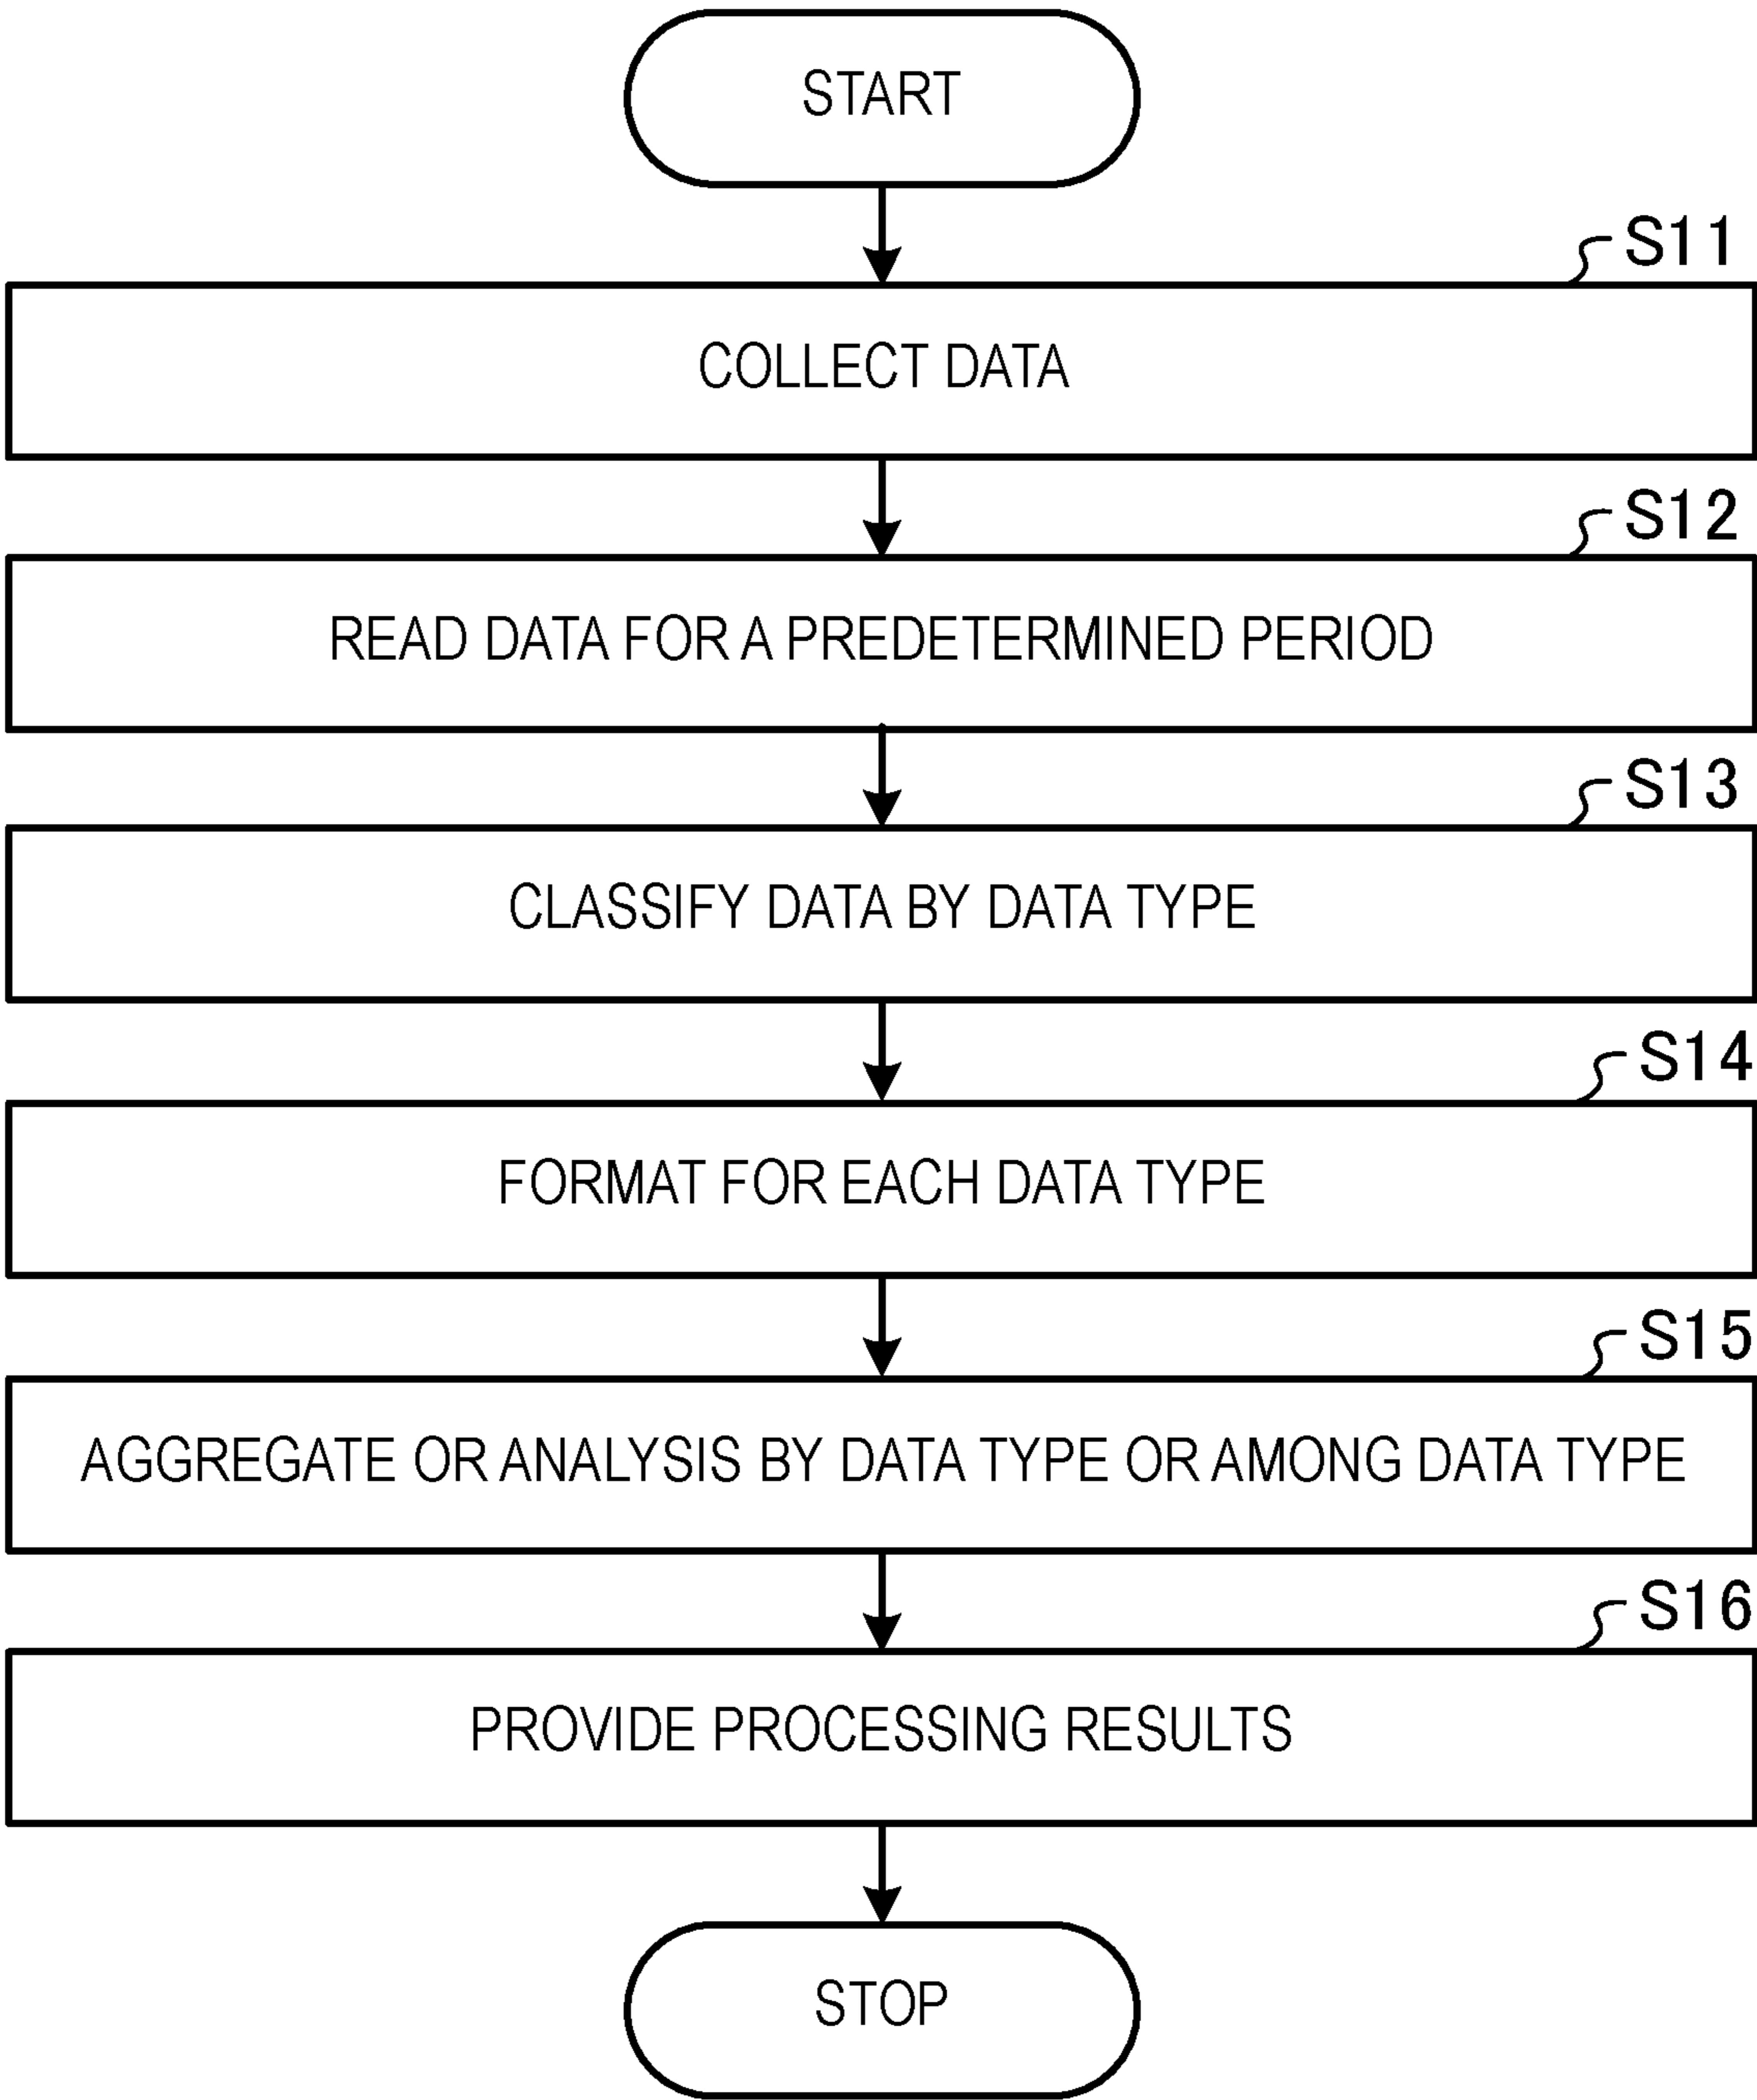 START
S11
COLLECT DATA
S12
READ DATA FOR A PREDETERMINED PERIOD
S13
CLASSIFY DATA BY DATA TYPE
S14
FORMAT FOR EACH DATA TYPE
S15
AGGREGATE OR ANALYSIS BY DATA TYPE OR AMONG DATA TYPE
S16
PROVIDE PROCESSING RESULTS
STOP